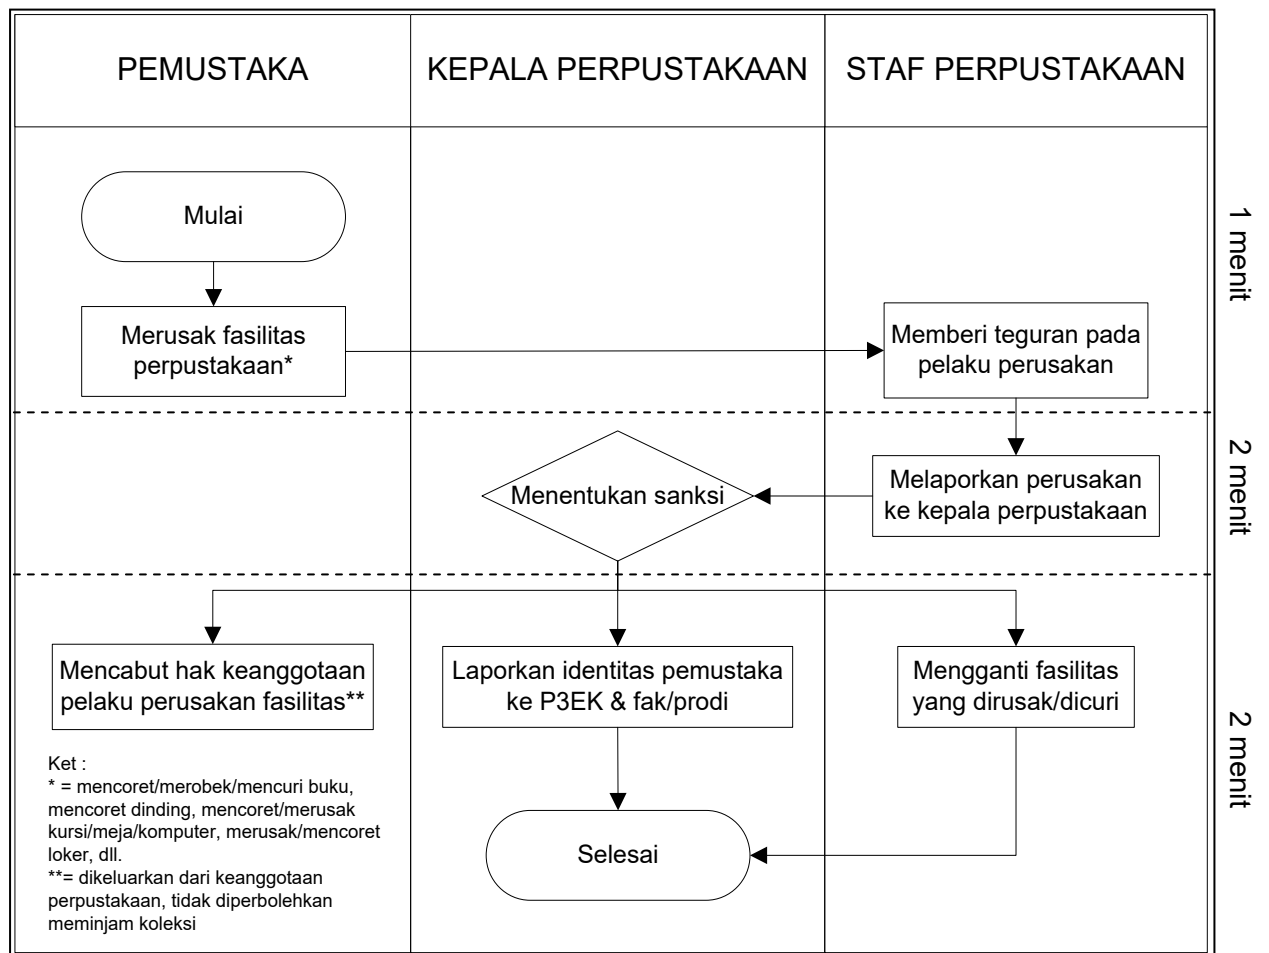 PEMUSTAKA
KEPALA PERPUSTAKAAN
STAF PERPUSTAKAAN
Mulai
1 menit
Merusak fasilitas
perpustakaan*
Memberi teguran pada
pelaku perusakan
Menentukan sanksi
Melaporkan perusakan
ke kepala perpustakaan
2 menit
Mencabut hak keanggotaan
pelaku perusakan fasilitas**
Laporkan identitas pemustaka
ke P3EK & fak/prodi
Mengganti fasilitas
yang dirusak/dicuri
2 menit
Ket :
* = mencoret/merobek/mencuri buku,
mencoret dinding, mencoret/merusak
kursi/meja/komputer, merusak/mencoret
loker, dll.
**= dikeluarkan dari keanggotaan
perpustakaan, tidak diperbolehkan
meminjam koleksi
Selesai